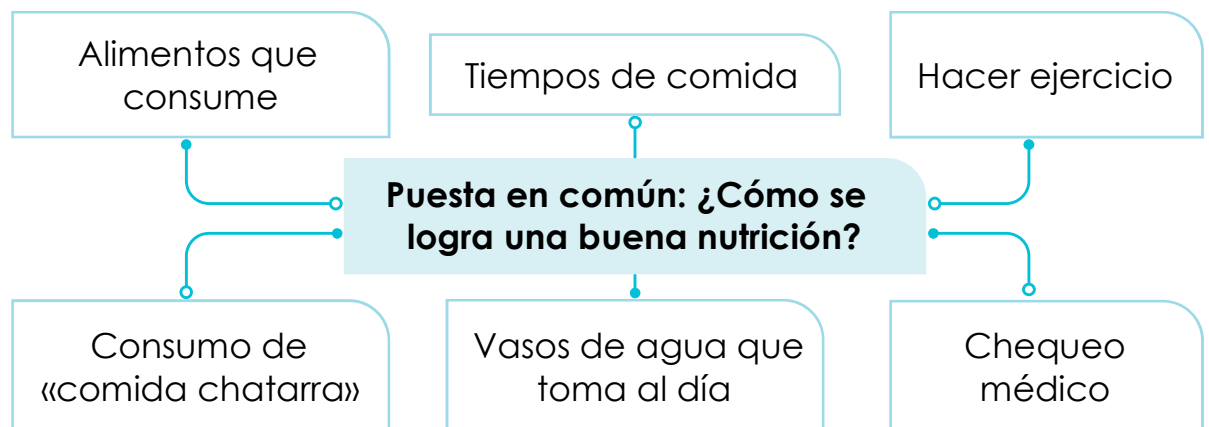 Alimentos que
consume
Tiempos de comida
Hacer ejercicio
Puesta en común: ¿Cómo se
logra una buena nutrición?
Consumo de
«comida chatarra»
Vasos de agua que
toma al día
Chequeo
médico